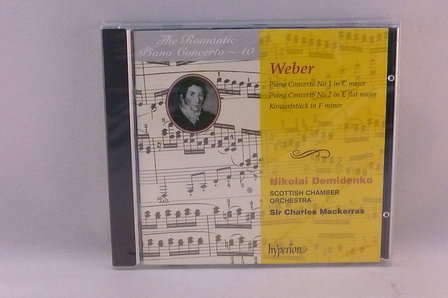 The Romantic
Piano Concerto ~ 10
Weber
Piano Concerto No 1 in C major
Piano Concerto No 2 in E flat major
Konzertstück in F minor
Nikolai Demidenko
SCOTTISH CHAMBER
ORCHESTRA
Sir Charles Mackerras
hyperion